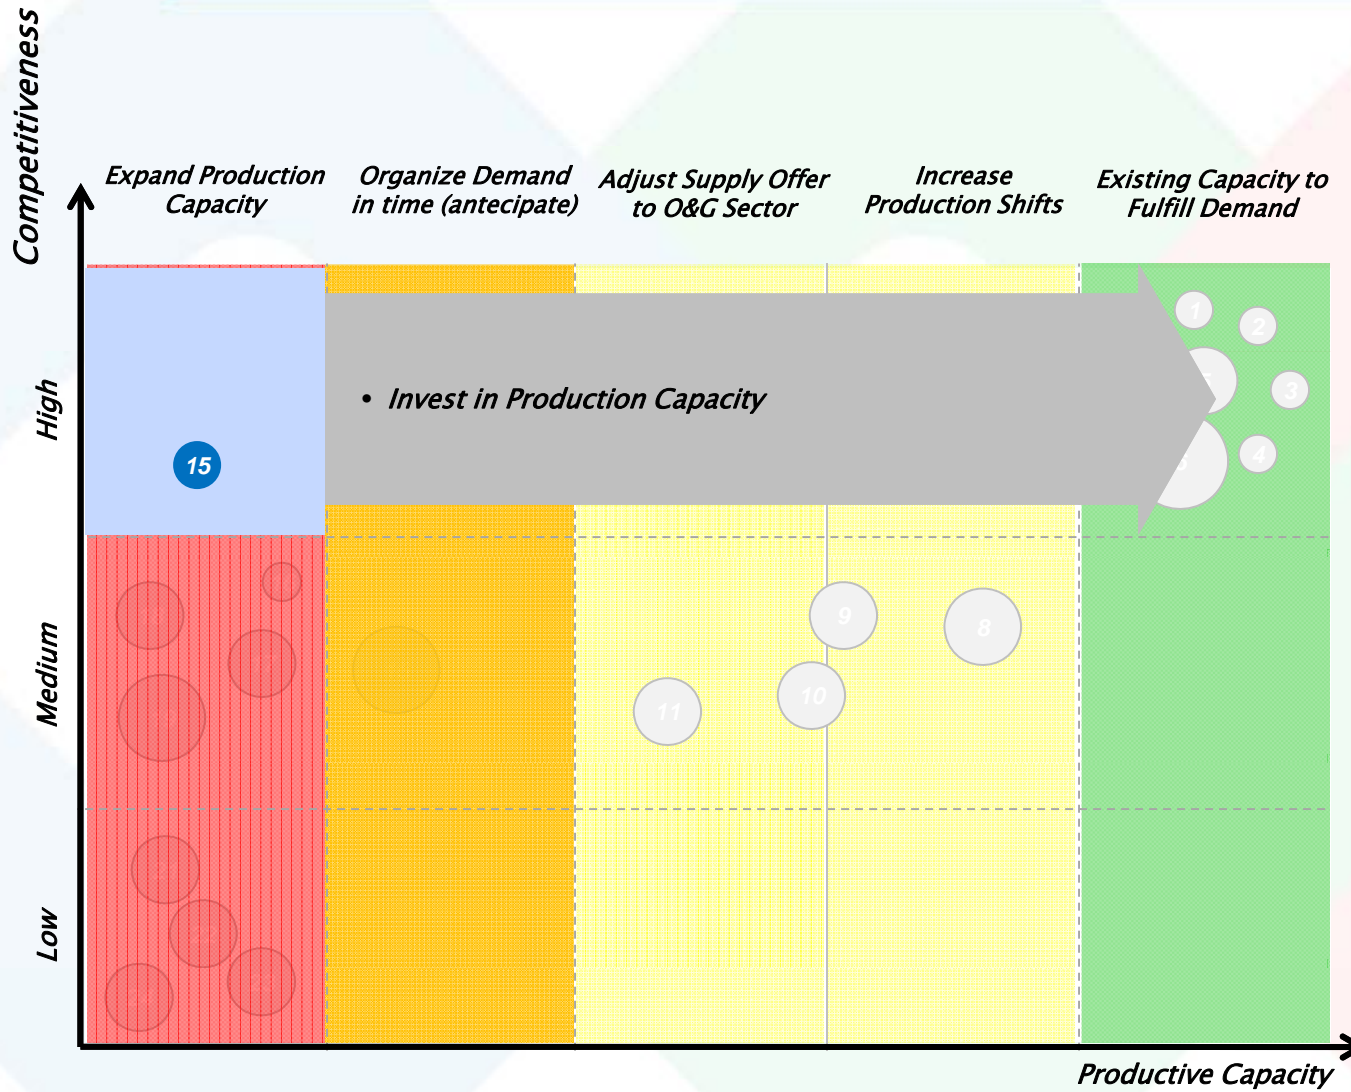 Competitiveness
Expand Production
Capacity
Organize Demand
in time (antecipate)
Adjust Supply Offer
to O&G Sector
Increase
Production Shifts
Existing Capacity to
Fulfill Demand
High
• Invest in Production Capacity
15
1
2
3
4
Medium
9
8
10
11
Low
Productive Capacity